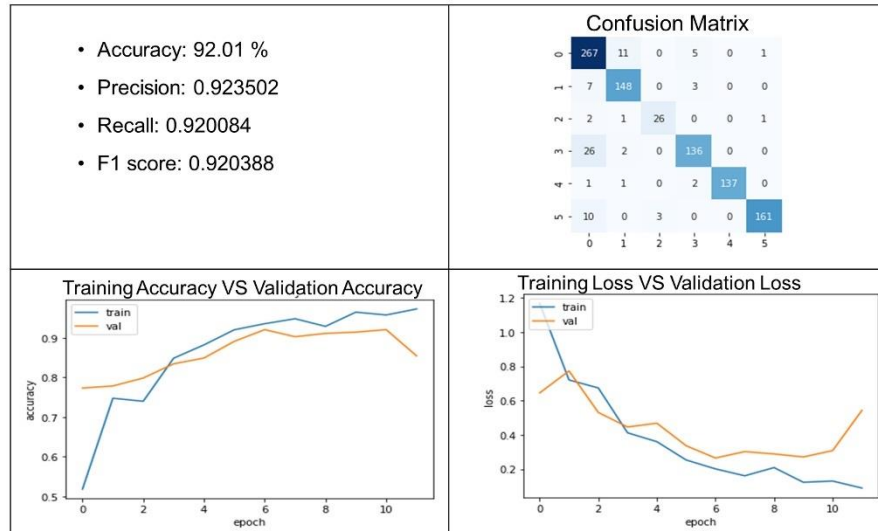 • Accuracy: 92.01 %
• Precision: 0.923502
• Recall: 0.920084
• F1 score: 0.920388
Confusion Matrix
0 267 11 0 5 0 1
1 7 148 0 3 0 0
2 2 1 26 0 0 1
3 26 2 0 136 0 0
4 1 1 0 2 137 0
5 10 0 3 0 0 161
0 1 2 3 4 5
Training Accuracy VS Validation Accuracy
train
val
0.9
0.8
0.7
0.6
0.5
accuracy
0 2 4 6 8 10
epoch
Training Loss VS Validation Loss
train
val
1.2
1.0
0.8
0.6
0.4
0.2
loss
0 2 4 6 8 10
epoch